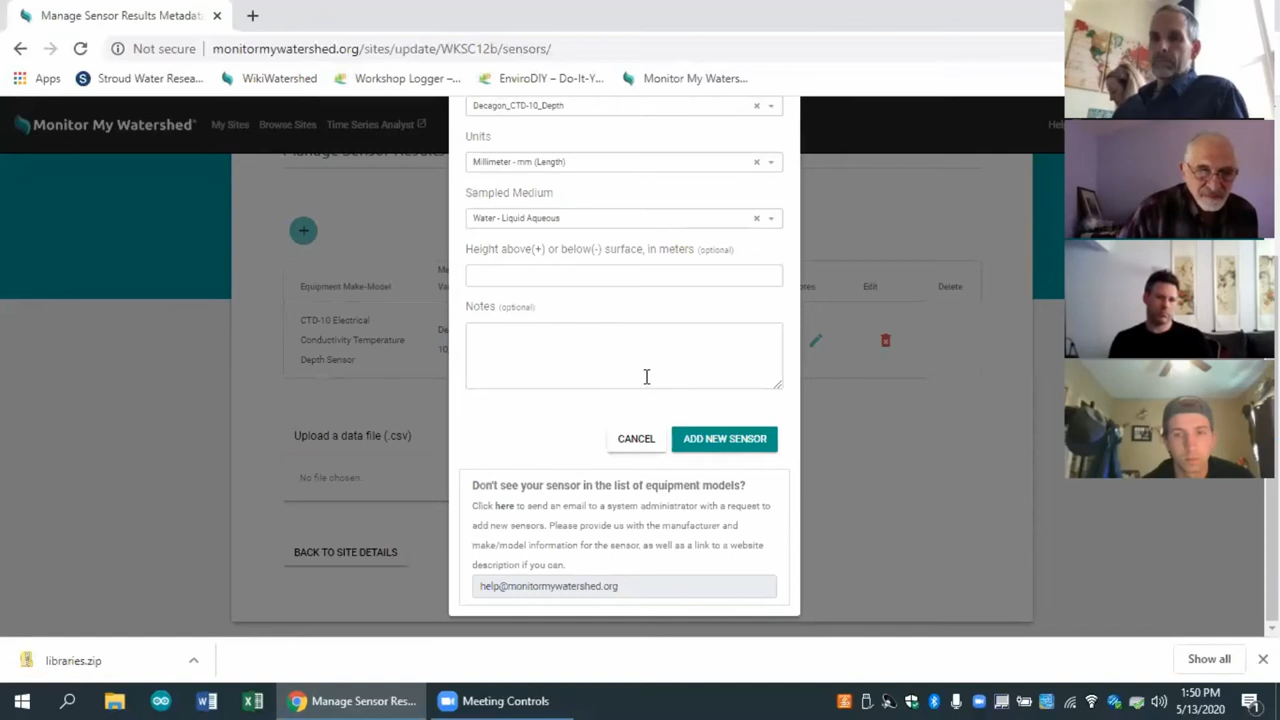 Manage Sensor Results Metadat
Not secure
monitormywatershed.org/sites/update/WKSC12b/sensors/
Apps
Stroud Water Resea...
WikiWatershed
Workshop Logger –...
EnviroDIY – Do-It-Y...
Monitor My Waters...
Monitor My Watershed
My Sites
Browse Sites
Time Series Analyst
Manage Sensor Results
Decagon_CTD-10_Depth
Units
Millimeter - mm (Length)
Sampled Medium
Water - Liquid Aqueous
Height above(+) or below(-) surface, in meters (optional)
Notes (optional)
Equipment Make-Model
Edit
Delete
CTD-10 Electrical
Conductivity Temperature
Depth Sensor
Upload a data file (.csv)
No file chosen.
BACK TO SITE DETAILS
CANCEL
ADD NEW SENSOR
Don't see your sensor in the list of equipment models?
Click here to send an email to a system administrator with a request to
add new sensors. Please provide us with the manufacturer and
make/model information for the sensor, as well as a link to a website
description if you can.
help@monitormywatershed.org
libraries.zip
Show all
Manage Sensor Res...
Meeting Controls
1:50 PM
5/13/2020